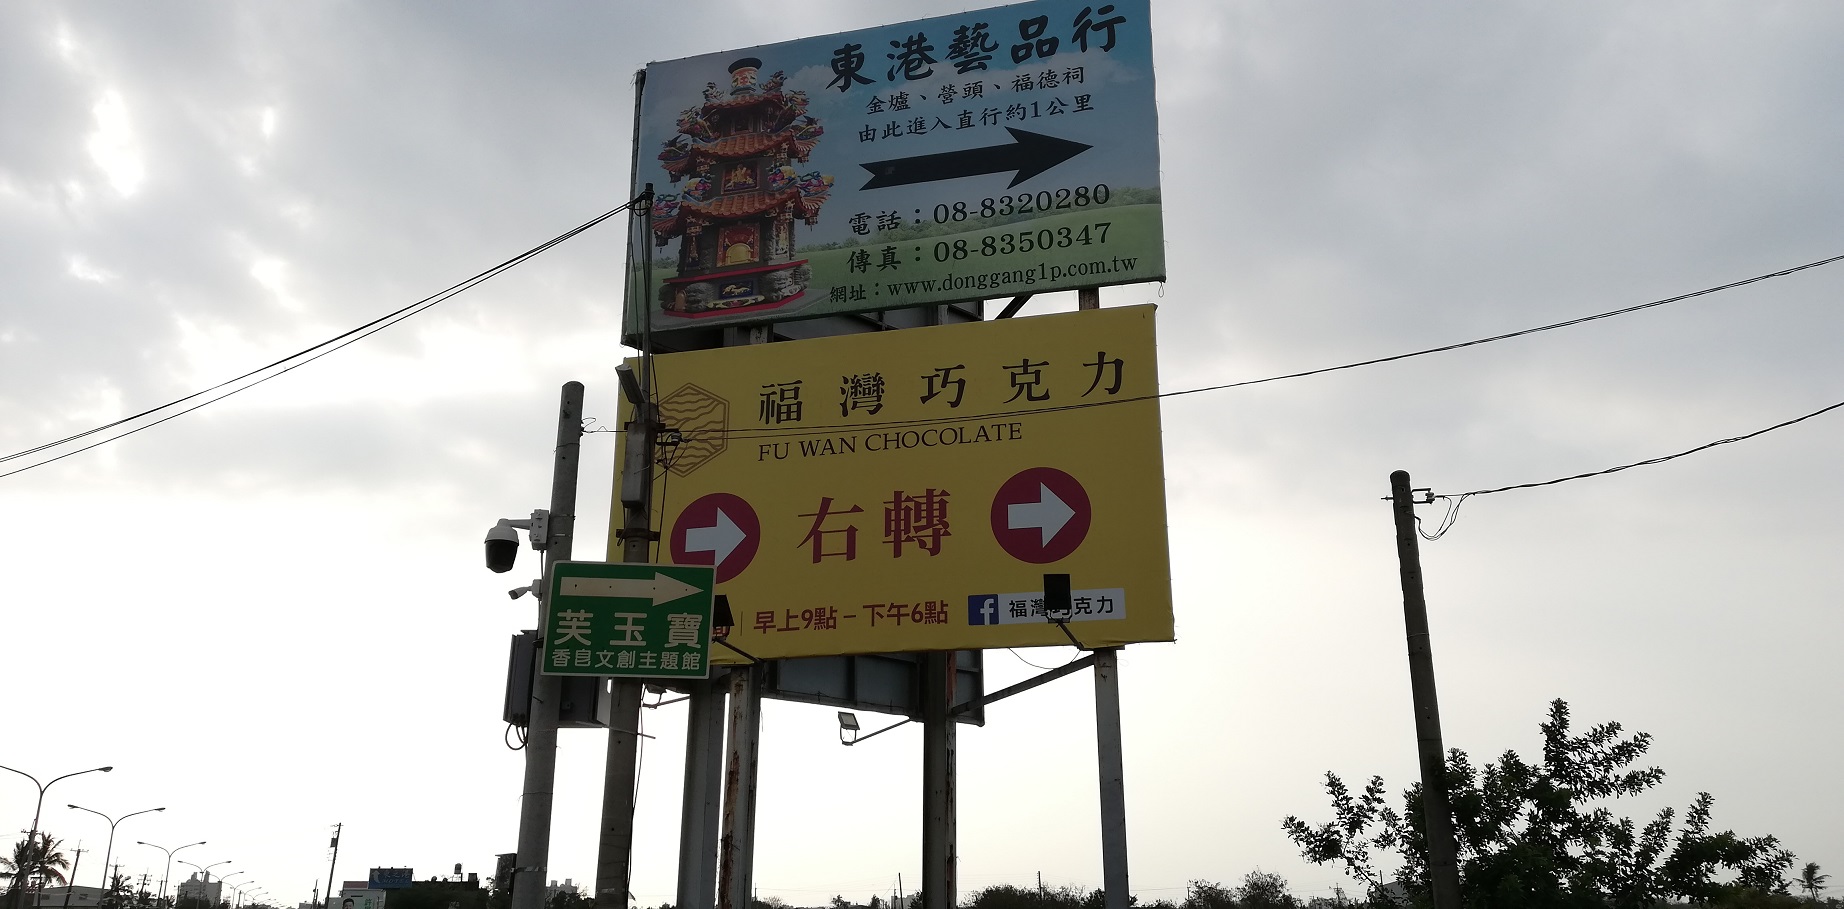 東港藝品行
金爐、營頭、福德祠
由此進入直行約1公里
電話：08-8320280
傳真：08-8350347
網址：www.donggang1p.com.tw
福灣巧克力
FU WAN CHOCOLATE
右轉
早上9點－下午6點
福灣巧克力
芙玉寶
香皂文創主題館